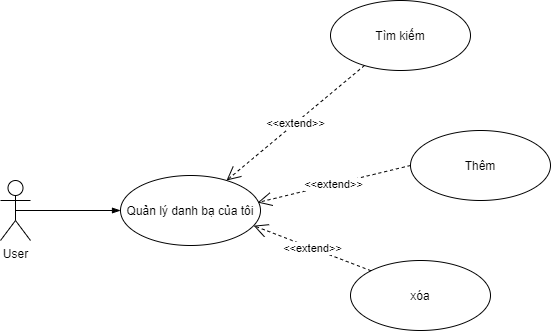 Tìm kiếm
<<extend>>
Thêm
<<extend>>
Quản lý danh bạ của tôi
<<extend>>
User
xóa